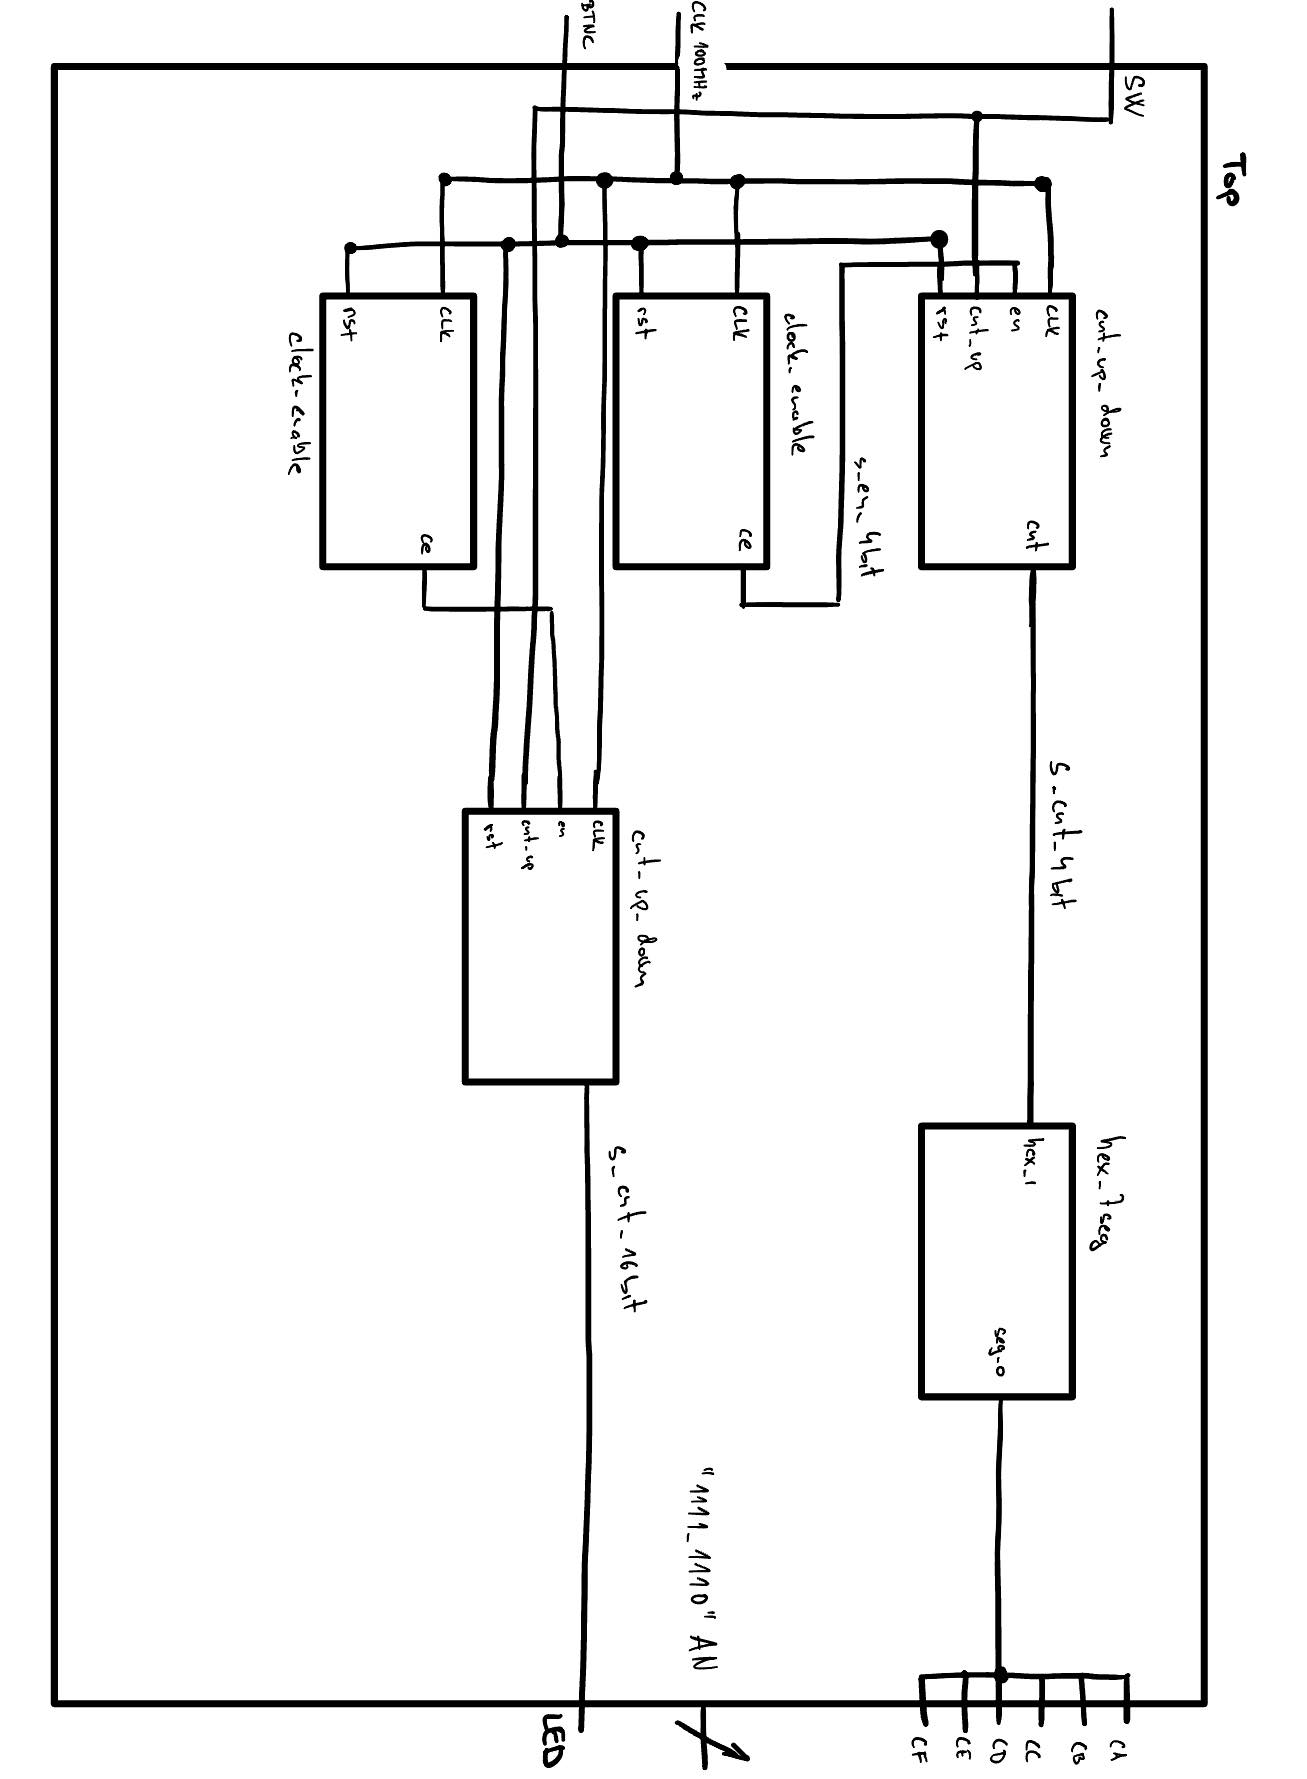 Top
SW
cnt_up_down
CLK
en
cnt_up
rst
cnt
s_cnt_4bit
hex_7seg
hex_i
seg_o
CA
CB
CC
CD
CE
CF
s_en_4bit
clock_enable
CLK
ce
rst
CLK 100MHz
"1111_1110" AN
BTNC
cnt_up_down
CLK
en
cnt_up
rst
s_cnt_16bit
LED
CLK
ce
rst
clock_enable